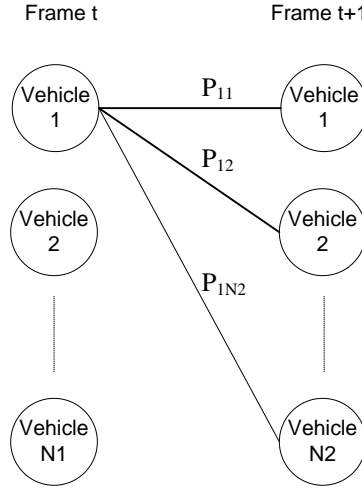 Frame t
Frame t+1
Vehicle
1
P11
Vehicle
1
P12
Vehicle
2
Vehicle
2
P1N2
Vehicle
N1
Vehicle
N2